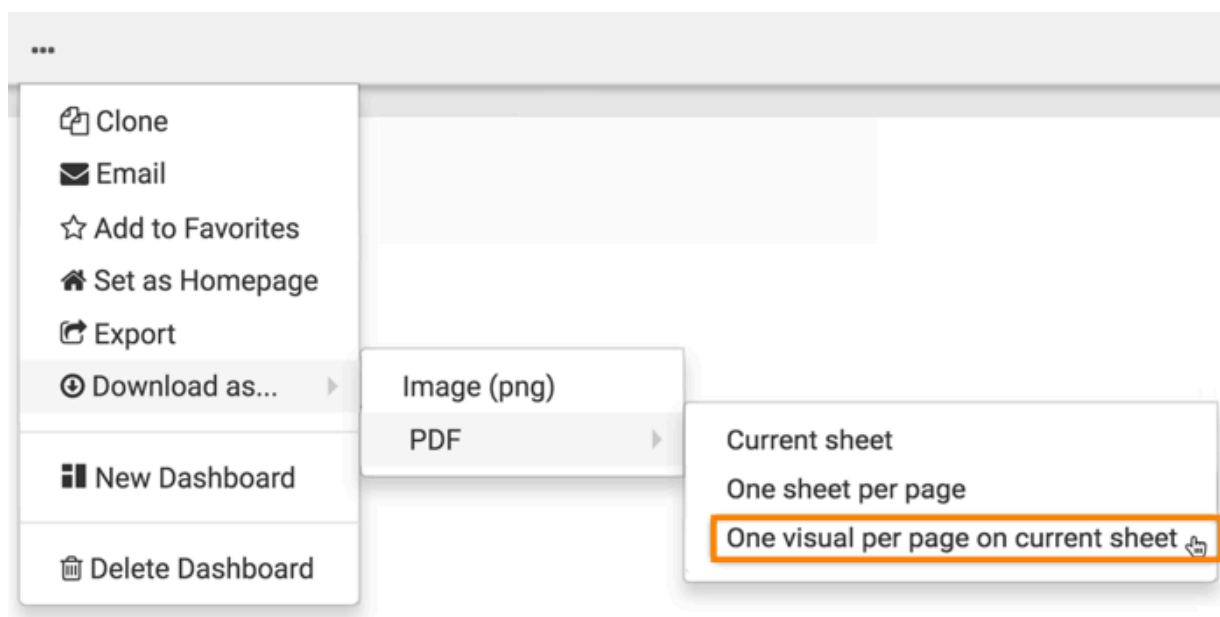 Clone
Email
Add to Favorites
Set as Homepage
Export
Download as...
Image (png)
PDF
Current sheet
One sheet per page
One visual per page on current sheet
New Dashboard
Delete Dashboard